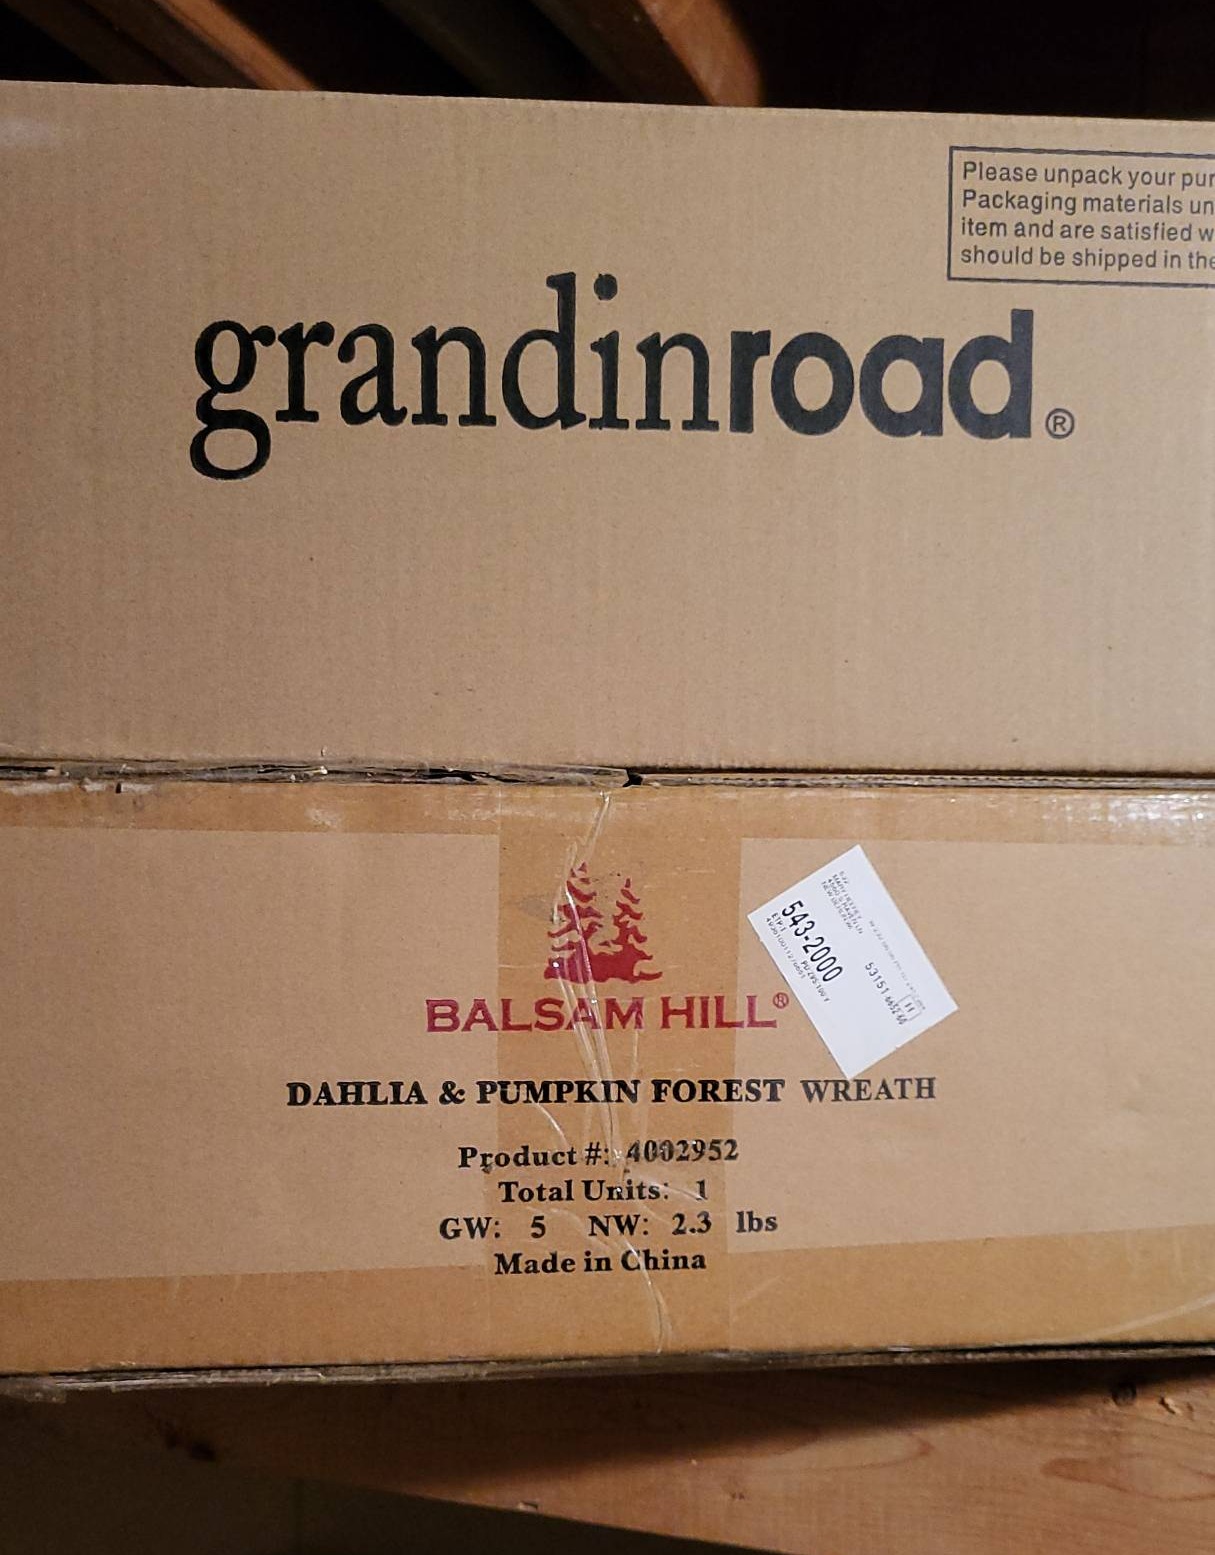 Please unpack your pur
Packaging materials un
item and are satisfied w
should be shipped in the
grandinroad®
BALSAM HILL®
543-2000
53151
DAHLIA & PUMPKIN FOREST WREATH
Product #: 4002952
Total Units: 1
GW: 5 NW: 2.3 lbs
Made in China